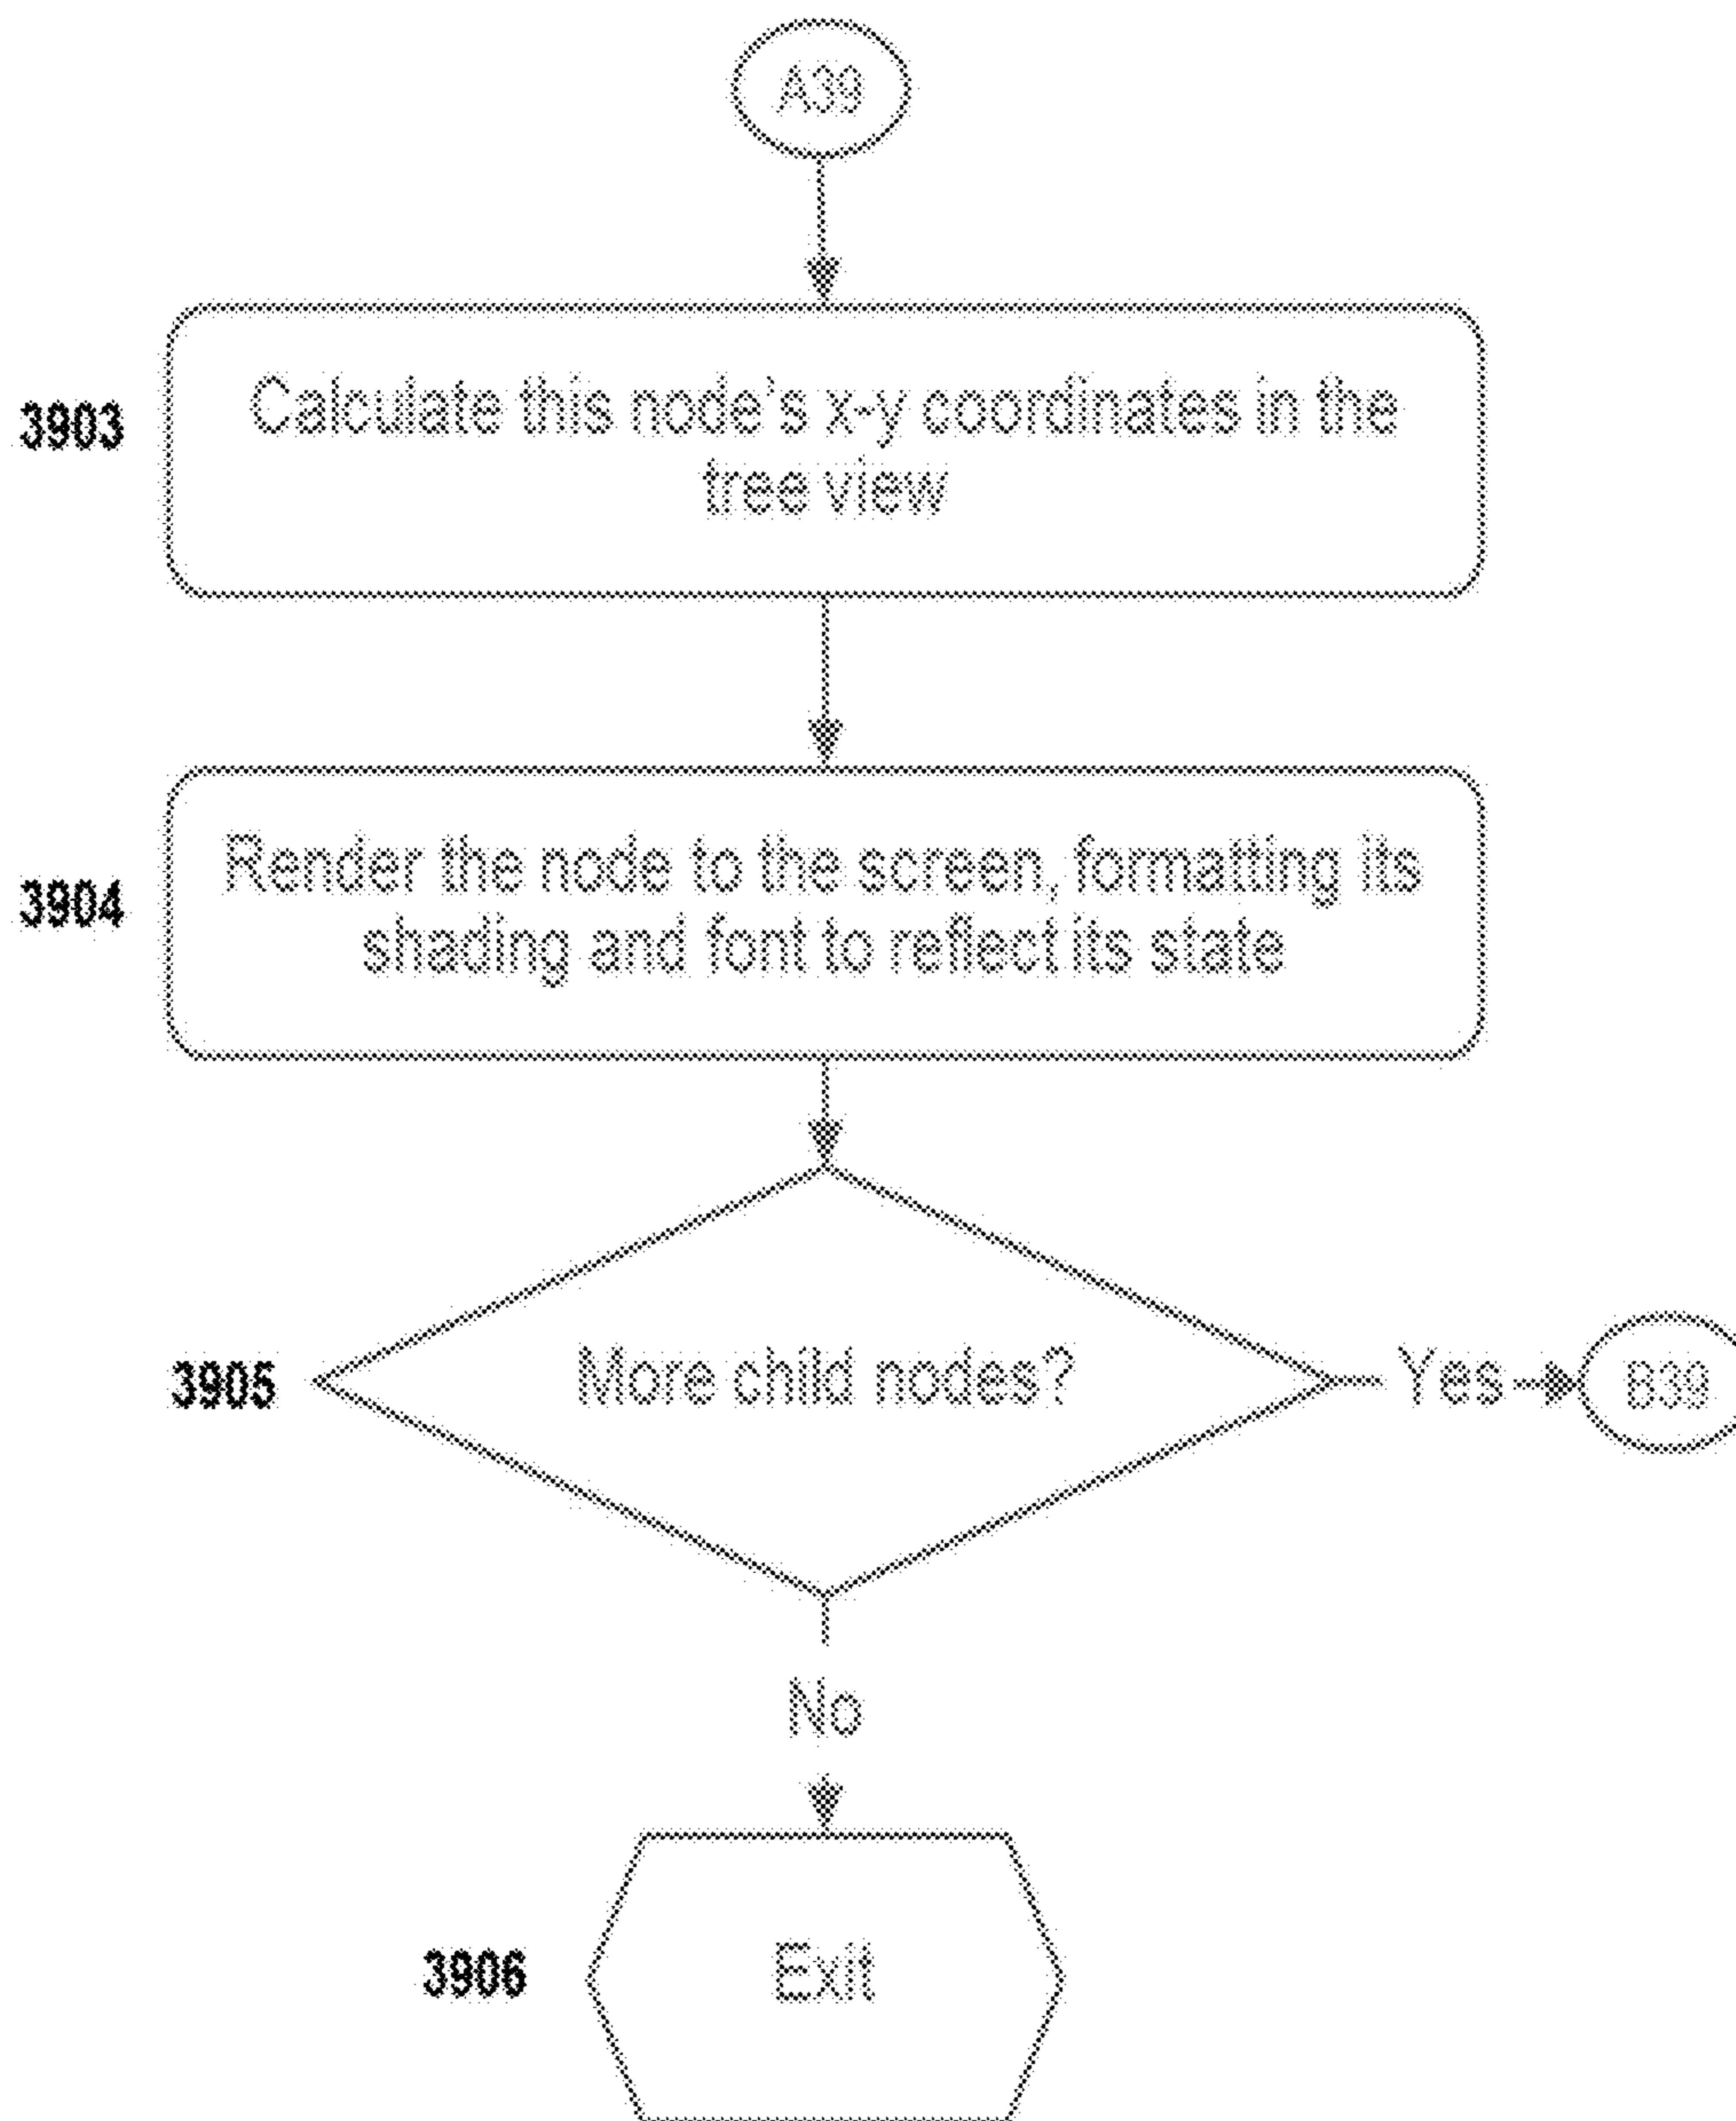 A39
3903
Calculate this node's x-y coordinates in the
tree view
3904
Render the node to the screen, formatting its
shading and font to reflect its state
3905
More child nodes?
Yes
B39
No
3906
Exit